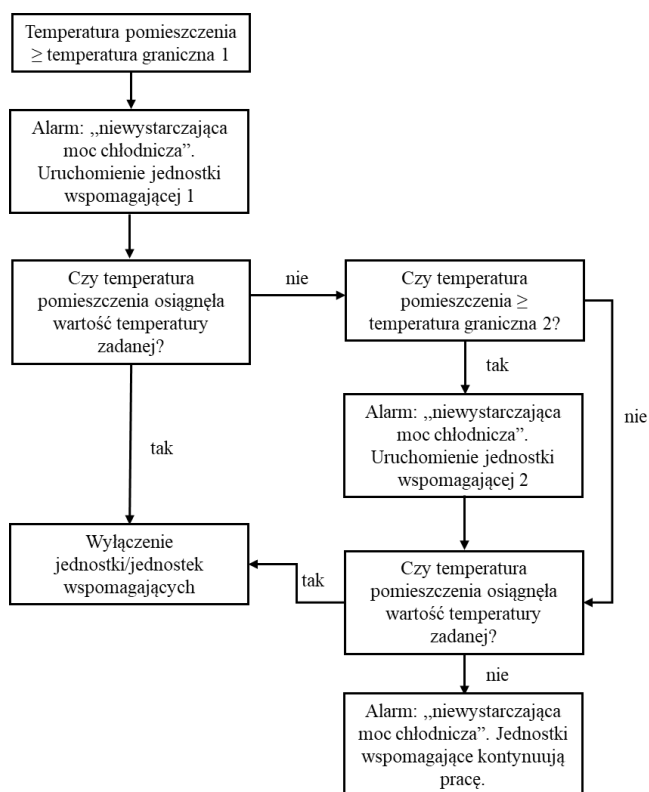 Temperatura pomieszczenia
≥ temperatura graniczna 1
Alarm: „niewystarczająca
moc chłodnicza”.
Uruchomienie jednostki
wspomagającej 1
Czy temperatura
pomieszczenia osiągnęła
wartość temperatury
zadanej?
nie
Czy temperatura
pomieszczenia ≥
temperatura graniczna 2?
tak
nie
Alarm: „niewystarczająca
moc chłodnicza”.
Uruchomienie jednostki
wspomagającej 2
tak
Wyłączenie
jednostki/jednostek
wspomagających
tak
Czy temperatura
pomieszczenia osiągnęła
wartość temperatury
zadanej?
nie
Alarm: „niewystarczająca
moc chłodnicza”. Jednostki
wspomagające kontynuują
pracę.